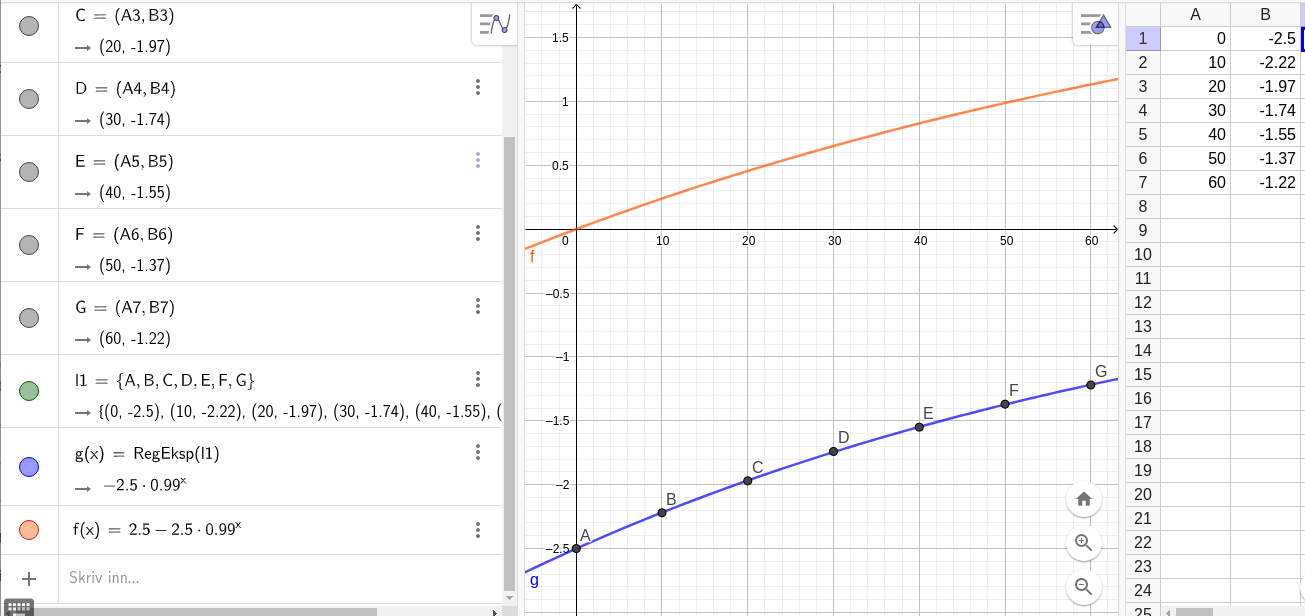 C = (A3, B3)
→ (20, -1.97)
D = (A4, B4)
→ (30, -1.74)
E = (A5, B5)
→ (40, -1.55)
F = (A6, B6)
→ (50, -1.37)
G = (A7, B7)
→ (60, -1.22)
l1 = {A, B, C, D, E, F, G}
→ {(0, -2.5), (10, -2.22), (20, -1.97), (30, -1.74), (40, -1.55), (
g(x) = RegEksp(l1)
→ −2.5 · 0.99ˣ
f(x) = 2.5 − 2.5 · 0.99ˣ
+ Skriv inn...
1.5
1
0.5
0 10 20 30 40 50 60
−0.5
−1
−1.5
−2
−2.5
f
g
A
B
C
D
E
F
G
A B
1 0 -2.5
2 10 -2.22
3 20 -1.97
4 30 -1.74
5 40 -1.55
6 50 -1.37
7 60 -1.22
8
9
10
11
12
13
14
15
16
17
18
19
20
21
22
23
24
25